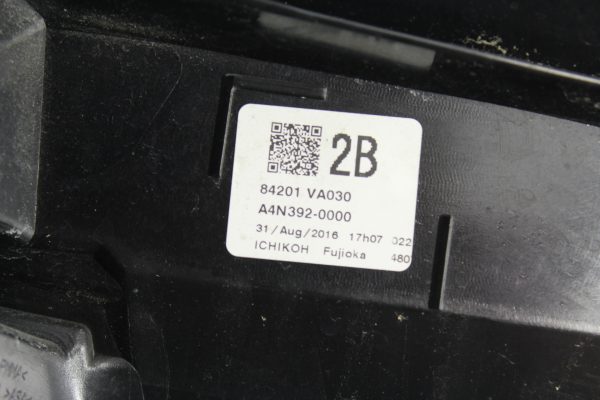 2B
84201 VA030
A4N392-0000
31/Aug/2016 17h07 022
ICHIKOH Fujioka 480